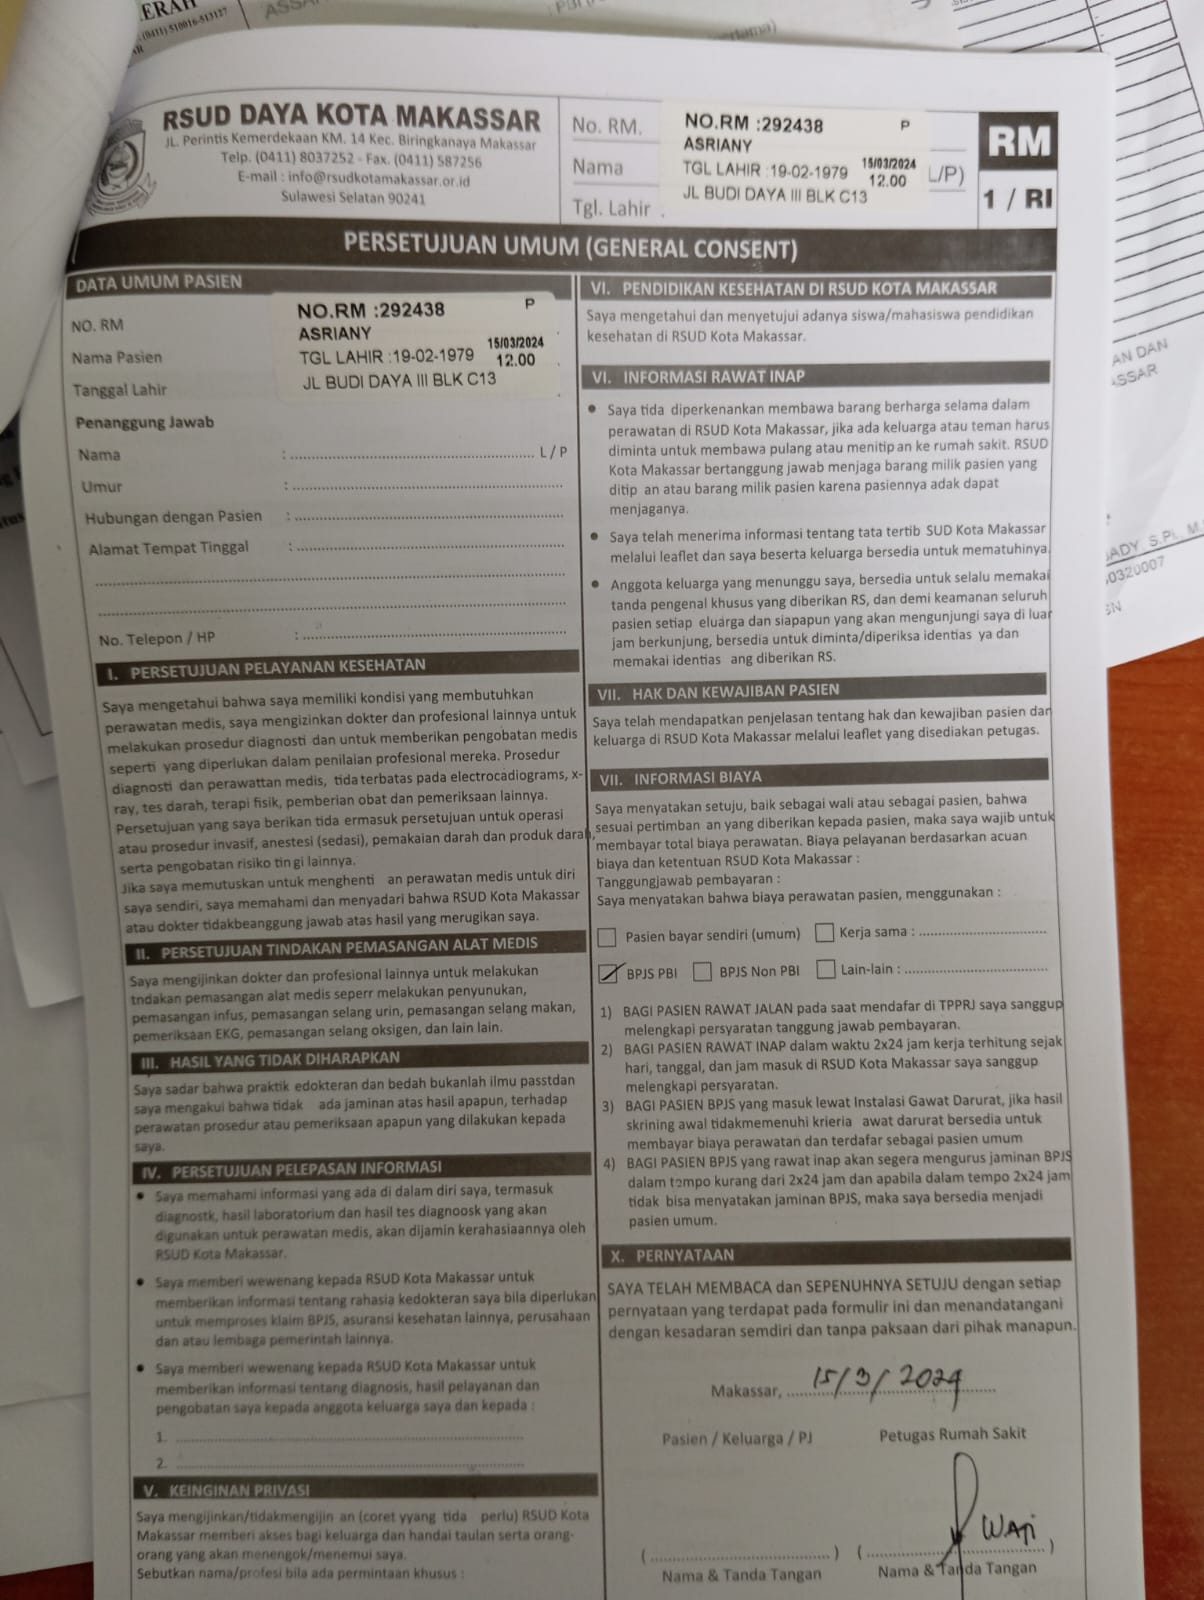 ERAH
(0411) 510016-513127
AR
ASSA
RSUD DAYA KOTA MAKASSAR
JL. Perintis Kemerdekaan KM. 14 Kec. Biringkanaya Makassar
Telp. (0411) 8037252 - Fax. (0411) 587256
E-mail : info@rsudkotamakassar.or.id
Sulawesi Selatan 90241
No. RM.
Nama
Tgl. Lahir
NO.RM :292438 P
ASRIANY
TGL LAHIR :19-02-1979 15/03/2024
12.00
JL BUDI DAYA III BLK C13
L/P)
RM
1 / RI
PERSETUJUAN UMUM (GENERAL CONSENT)
DATA UMUM PASIEN
NO. RM
Nama Pasien
Tanggal Lahir
NO.RM :292438 P
ASRIANY
TGL LAHIR :19-02-1979 15/03/2024
12.00
JL BUDI DAYA III BLK C13
Penanggung Jawab
Nama : L / P
Umur :
Hubungan dengan Pasien :
Alamat Tempat Tinggal :
No. Telepon / HP :
I. PERSETUJUAN PELAYANAN KESEHATAN
Saya mengetahui bahwa saya memiliki kondisi yang membutuhkan
perawatan medis, saya mengizinkan dokter dan profesional lainnya untuk
melakukan prosedur diagnosti dan untuk memberikan pengobatan medis
seperti yang diperlukan dalam penilaian profesional mereka. Prosedur
diagnosti dan perawattan medis, tida terbatas pada electrocadiograms, x-
ray, tes darah, terapi fisik, pemberian obat dan pemeriksaan lainnya.
Persetujuan yang saya berikan tida ermasuk persetujuan untuk operasi
atau prosedur invasif, anestesi (sedasi), pemakaian darah dan produk darah,
serta pengobatan risiko tin gi lainnya.
Jika saya memutuskan untuk menghenti an perawatan medis untuk diri
saya sendiri, saya memahami dan menyadari bahwa RSUD Kota Makassar
atau dokter tidakbeanggung jawab atas hasil yang merugikan saya.
II. PERSETUJUAN TINDAKAN PEMASANGAN ALAT MEDIS
Saya mengijinkan dokter dan profesional lainnya untuk melakukan
tndakan pemasangan alat medis seperr melakukan penyunukan,
pemasangan infus, pemasangan selang urin, pemasangan selang makan,
pemeriksaan EKG, pemasangan selang oksigen, dan lain lain.
III. HASIL YANG TIDAK DIHARAPKAN
Saya sadar bahwa praktik edokteran dan bedah bukanlah ilmu passtdan
saya mengakui bahwa tidak ada jaminan atas hasil apapun, terhadap
perawatan prosedur atau pemeriksaan apapun yang dilakukan kepada
saya.
IV. PERSETUJUAN PELEPASAN INFORMASI
• Saya memahami informasi yang ada di dalam diri saya, termasuk
diagnostk, hasil laboratorium dan hasil tes diagnoosk yang akan
digunakan untuk perawatan medis, akan dijamin kerahasiaannya oleh
RSUD Kota Makassar.
• Saya memberi wewenang kepada RSUD Kota Makassar untuk
memberikan informasi tentang rahasia kedokteran saya bila diperlukan
untuk memproses klaim BPJS, asuransi kesehatan lainnya, perusahaan
dan atau lembaga pemerintah lainnya.
• Saya memberi wewenang kepada RSUD Kota Makassar untuk
memberikan informasi tentang diagnosis, hasil pelayanan dan
pengobatan saya kepada anggota keluarga saya dan kepada :
1.
2.
V. KEINGINAN PRIVASI
Saya mengijinkan/tidakmengijin an (coret yyang tida perlu) RSUD Kota
Makassar memberi akses bagi keluarga dan handai taulan serta orang-
orang yang akan menengok/menemui saya.
Sebutkan nama/profesi bila ada permintaan khusus :
VI. PENDIDIKAN KESEHATAN DI RSUD KOTA MAKASSAR
Saya mengetahui dan menyetujui adanya siswa/mahasiswa pendidikan
kesehatan di RSUD Kota Makassar.
VI. INFORMASI RAWAT INAP
• Saya tida diperkenankan membawa barang berharga selama dalam
perawatan di RSUD Kota Makassar, jika ada keluarga atau teman harus
diminta untuk membawa pulang atau menitip an ke rumah sakit. RSUD
Kota Makassar bertanggung jawab menjaga barang milik pasien yang
ditip an atau barang milik pasien karena pasiennya adak dapat
menjaganya.
• Saya telah menerima informasi tentang tata tertib SUD Kota Makassar
melalui leaflet dan saya beserta keluarga bersedia untuk mematuhinya.
• Anggota keluarga yang menunggu saya, bersedia untuk selalu memakai
tanda pengenal khusus yang diberikan RS, dan demi keamanan seluruh
pasien setiap eluarga dan siapapun yang akan mengunjungi saya di luar
jam berkunjung, bersedia untuk diminta/diperiksa identias ya dan
memakai identias ang diberikan RS.
VII. HAK DAN KEWAJIBAN PASIEN
Saya telah mendapatkan penjelasan tentang hak dan kewajiban pasien dan
keluarga di RSUD Kota Makassar melalui leaflet yang disediakan petugas.
VII. INFORMASI BIAYA
Saya menyatakan setuju, baik sebagai wali atau sebagai pasien, bahwa
sesuai pertimban an yang diberikan kepada pasien, maka saya wajib untuk
membayar total biaya perawatan. Biaya pelayanan berdasarkan acuan
biaya dan ketentuan RSUD Kota Makassar :
Tanggungjawab pembayaran :
Saya menyatakan bahwa biaya perawatan pasien, menggunakan :
Pasien bayar sendiri (umum) Kerja sama :
BPJS PBI BPJS Non PBI Lain-lain :
1) BAGI PASIEN RAWAT JALAN pada saat mendafar di TPPRJ saya sanggup
melengkapi persyaratan tanggung jawab pembayaran.
2) BAGI PASIEN RAWAT INAP dalam waktu 2x24 jam kerja terhitung sejak
hari, tanggal, dan jam masuk di RSUD Kota Makassar saya sanggup
melengkapi persyaratan.
3) BAGI PASIEN BPJS yang masuk lewat Instalasi Gawat Darurat, jika hasil
skrining awal tidakmemenuhi krieria awat darurat bersedia untuk
membayar biaya perawatan dan terdafar sebagai pasien umum
4) BAGI PASIEN BPJS yang rawat inap akan segera mengurus jaminan BPJS
dalam tempo kurang dari 2x24 jam dan apabila dalam tempo 2x24 jam
tidak bisa menyatakan jaminan BPJS, maka saya bersedia menjadi
pasien umum.
X. PERNYATAAN
SAYA TELAH MEMBACA dan SEPENUHNYA SETUJU dengan setiap
pernyataan yang terdapat pada formulir ini dan menandatangani
dengan kesadaran semdiri dan tanpa paksaan dari pihak manapun.
Makassar, 15/3/2024
Pasien / Keluarga / PJ Petugas Rumah Sakit
WATI
( ) ( )
Nama & Tanda Tangan Nama & Tanda Tangan
AN DAN
ASSAR
ADY, S.Pi, M.
0320007